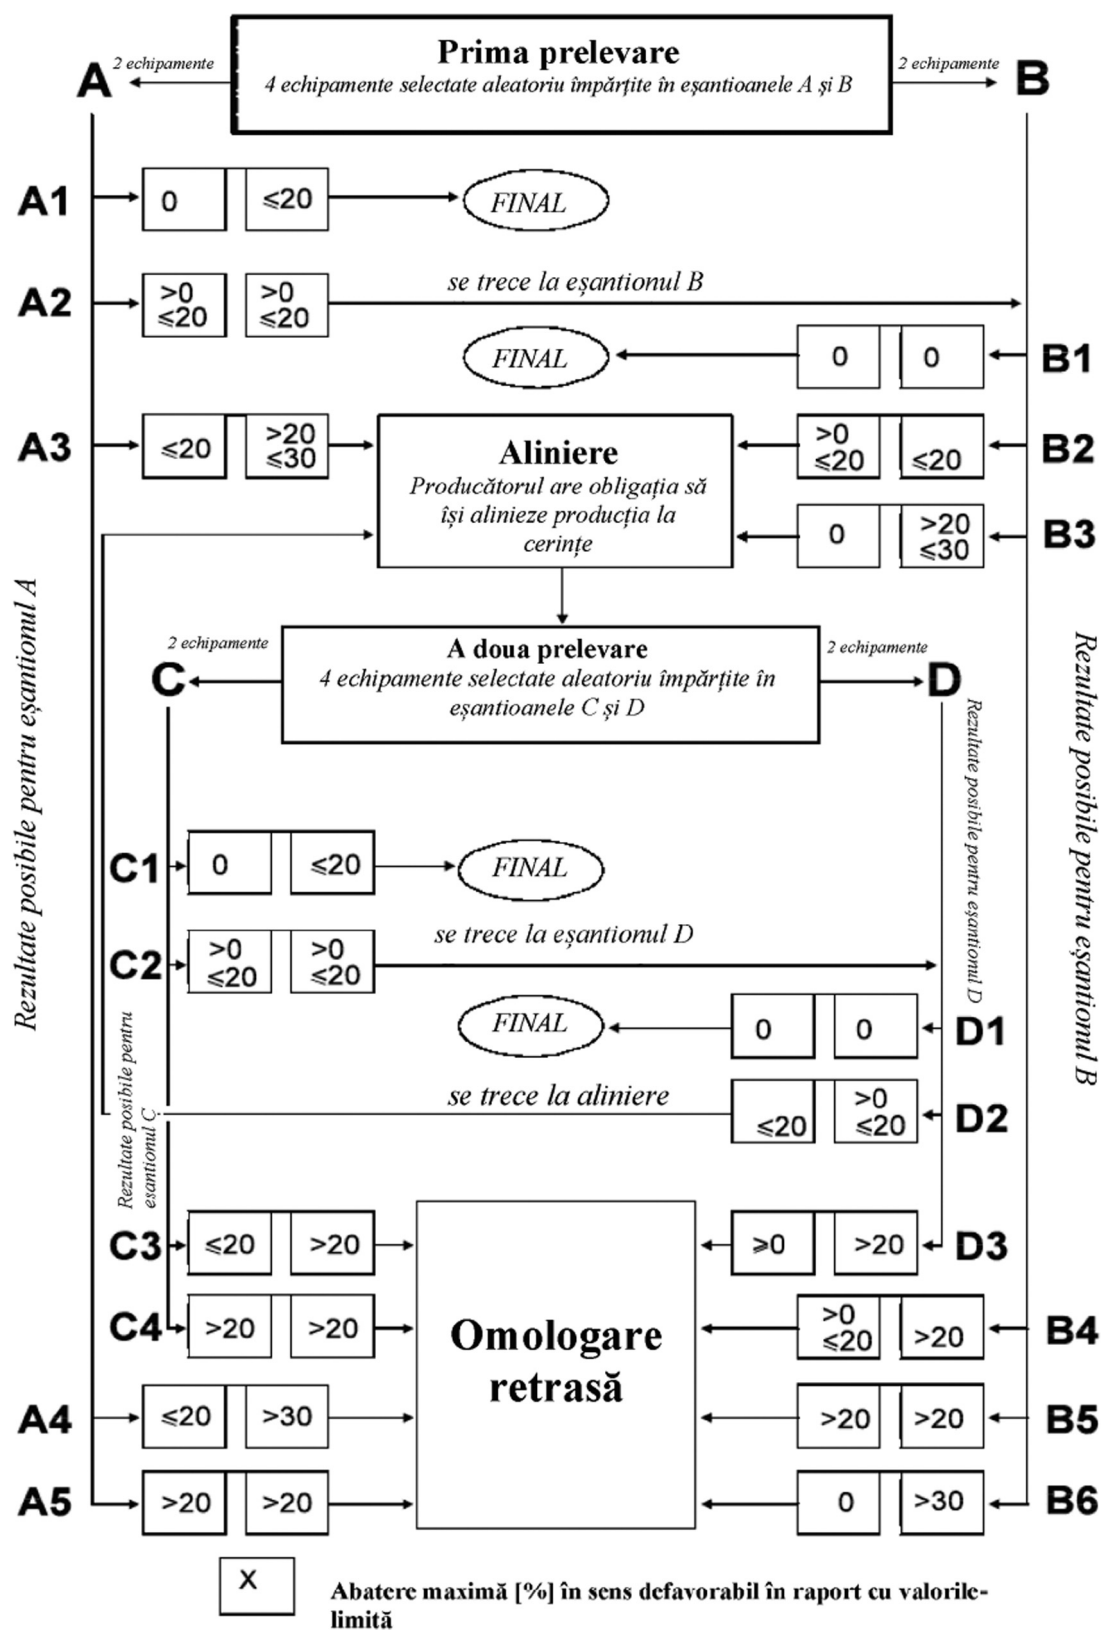 Prima prelevare
4 echipamente selectate aleatoriu împărțite în eșantioanele A și B
A
2 echipamente
2 echipamente
B
A1
0
≤20
FINAL
A2
>0
≤20
>0
≤20
se trece la eșantionul B
FINAL
0
0
B1
A3
≤20
>20
≤30
Aliniere
Producătorul are obligația să
își alinieze producția la
cerințe
>0
≤20
≤20
B2
0
>20
≤30
B3
Rezultate posibile pentru eșantionul A
Rezultate posibile pentru eșantionul B
2 echipamente
A doua prelevare
4 echipamente selectate aleatoriu împărțite în
eșantioanele C și D
2 echipamente
C
D
Rezultate posibile pentru eșantionul D
C1
0
≤20
FINAL
C2
>0
≤20
>0
≤20
se trece la eșantionul D
FINAL
0
0
D1
Rezultate posibile pentru
esantionul C
se trece la aliniere
≤20
>0
≤20
D2
C3
≤20
>20
Omologare
retrasă
≥0
>20
D3
C4
>20
>20
>0
≤20
>20
B4
A4
≤20
>30
>20
>20
B5
A5
>20
>20
0
>30
B6
X
Abatere maximă [%] în sens defavorabil în raport cu valorile-
limită